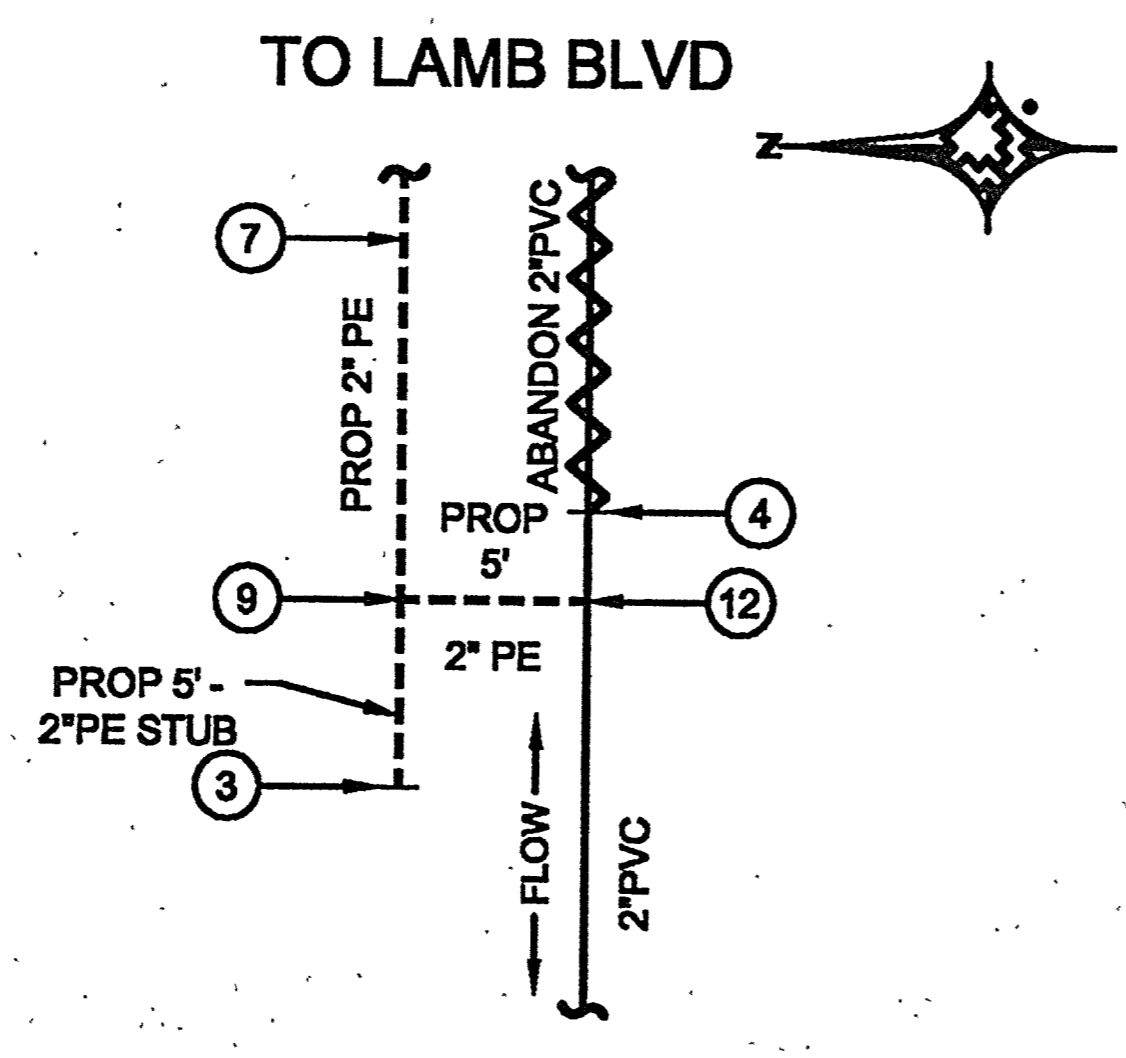 TO LAMB BLVD
Z
7
PROP 2" PE
ABANDON 2"PVC
4
PROP
5'
9
12
2" PE
PROP 5' -
2"PE STUB
3
FLOW
2"PVC